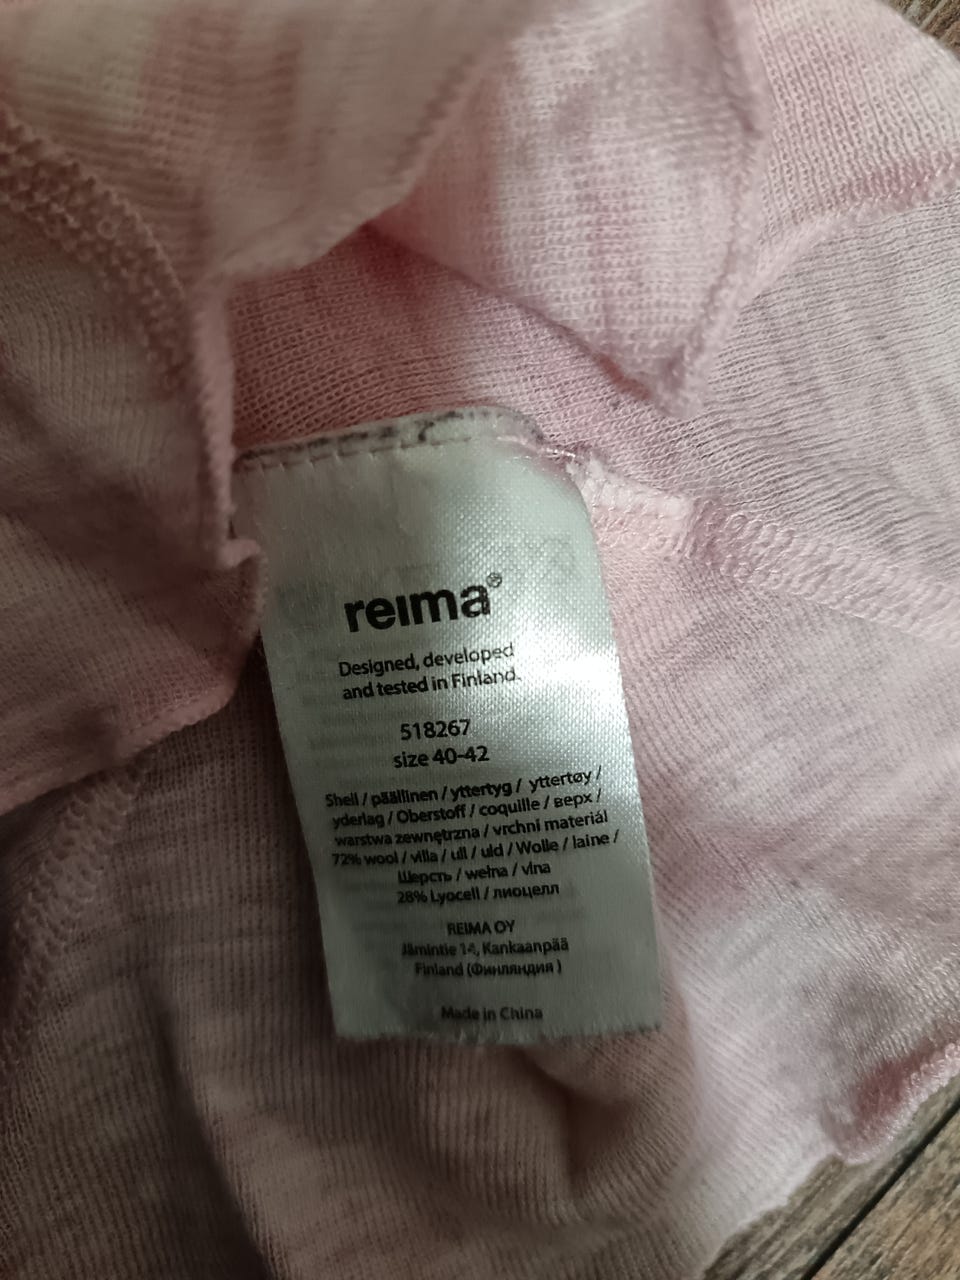 reima®
Designed, developed
and tested in Finland.
518267
size 40-42
Shell / päällinen / yttertyg / yttertøy /
yderlag / Oberstoff / coquille / верх /
warstwa zewnętrzna / vrchní materiál
72% wool / villa / ull / uld / Wolle / laine /
Шерсть / wełna / vlna
28% Lyocell / лиоцелл
REIMA OY
Jämintie 14, Kankaanpää
Finland (Финляндия )
Made in China